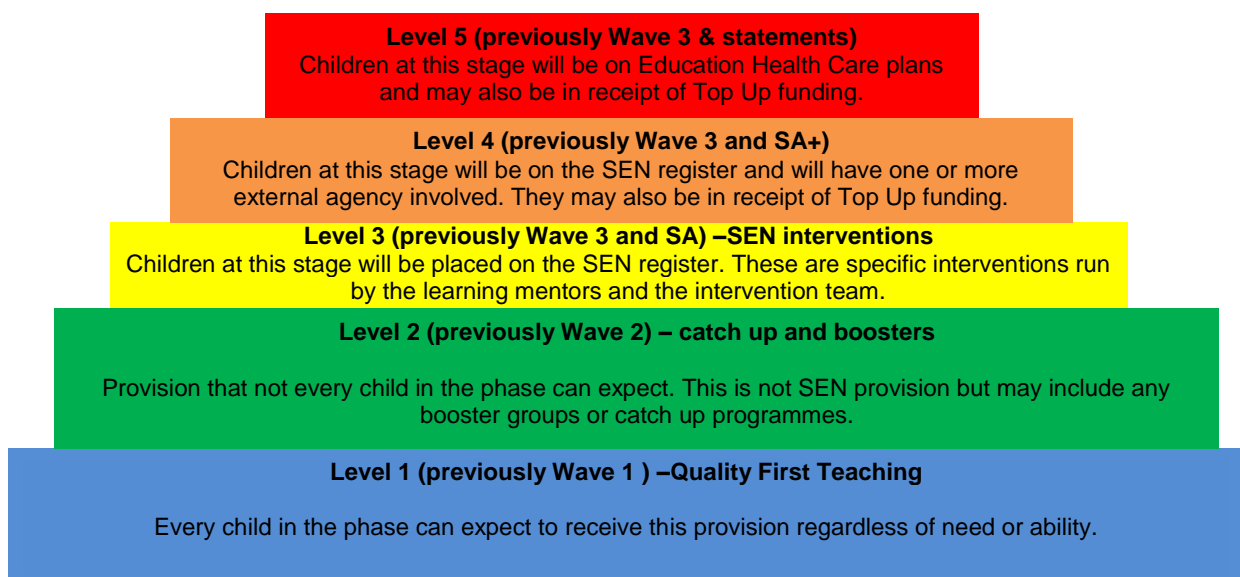 Level 5 (previously Wave 3 & statements)
Children at this stage will be on Education Health Care plans
and may also be in receipt of Top Up funding.
Level 4 (previously Wave 3 and SA+)
Children at this stage will be on the SEN register and will have one or more
external agency involved. They may also be in receipt of Top Up funding.
Level 3 (previously Wave 3 and SA) –SEN interventions
Children at this stage will be placed on the SEN register. These are specific interventions run
by the learning mentors and the intervention team.
Level 2 (previously Wave 2) – catch up and boosters
Provision that not every child in the phase can expect. This is not SEN provision but may include any
booster groups or catch up programmes.
Level 1 (previously Wave 1 ) –Quality First Teaching
Every child in the phase can expect to receive this provision regardless of need or ability.